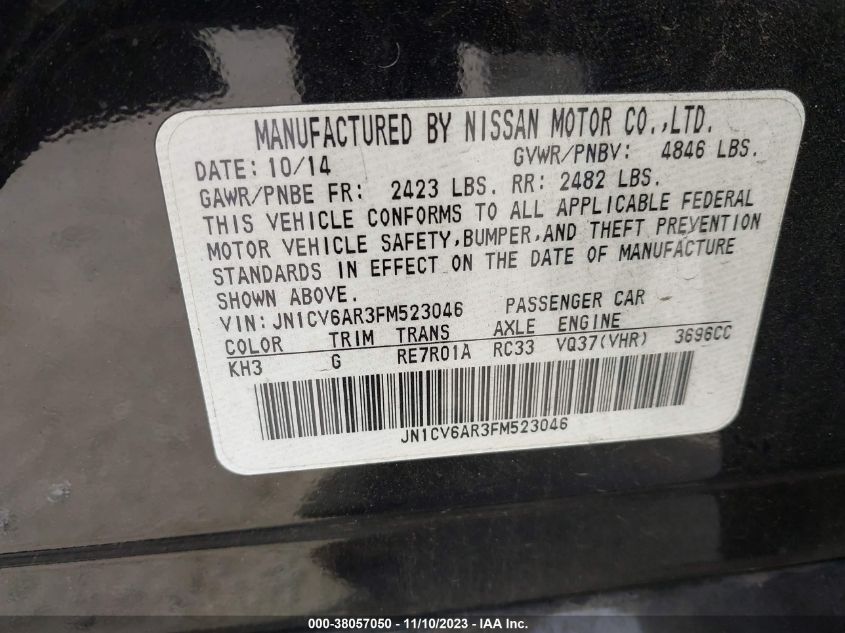 MANUFACTURED BY NISSAN MOTOR CO.,LTD.
DATE: 10/14 GVWR/PNBV: 4846 LBS.
GAWR/PNBE FR: 2423 LBS. RR: 2482 LBS.
THIS VEHICLE CONFORMS TO ALL APPLICABLE FEDERAL
MOTOR VEHICLE SAFETY,BUMPER,AND THEFT PREVENTION
STANDARDS IN EFFECT ON THE DATE OF MANUFACTURE
SHOWN ABOVE.
VIN:JN1CV6AR3FM523046 PASSENGER CAR
COLOR TRIM TRANS AXLE ENGINE
KH3 G RE7R01A RC33 VQ37(VHR) 3696CC
JN1CV6AR3FM523046
000-38057050 - 11/10/2023 - IAAI.com